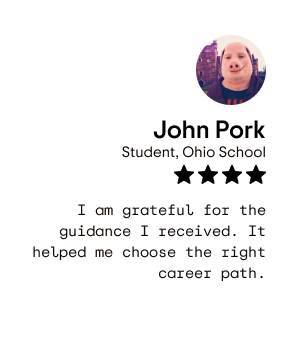 John Pork
Student, Ohio School
I am grateful for the
guidance I received. It
helped me choose the right
career path.